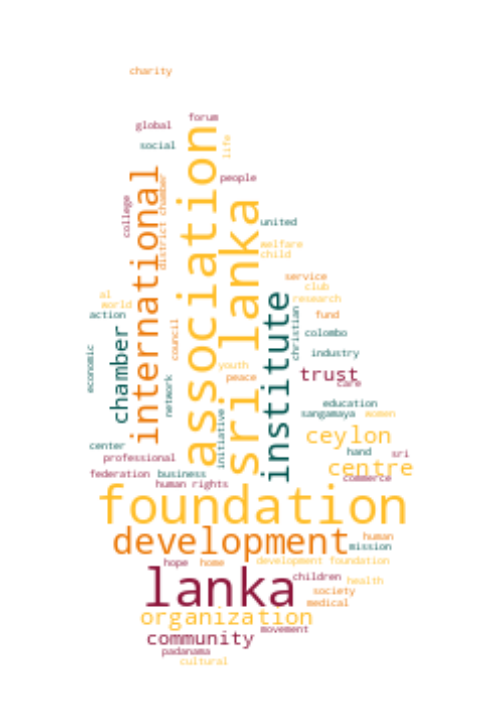 charity
forum
global
life
social
association
people
international
district chamber
college
sri lanka
united
welfare
child
service
al
club
world
research
institute
action
fund
christian
chamber
council
colombo
economic
industry
youth
trust
network
peace
care
education
initiative
sangamaya
women
ceylon
center
hand
sri
professional
centre
federation
business
commerce
human rights
foundation
development
human
mission
hope
home
development foundation
lanka
children
health
society
medical
organization
community
movement
padanama
cultural